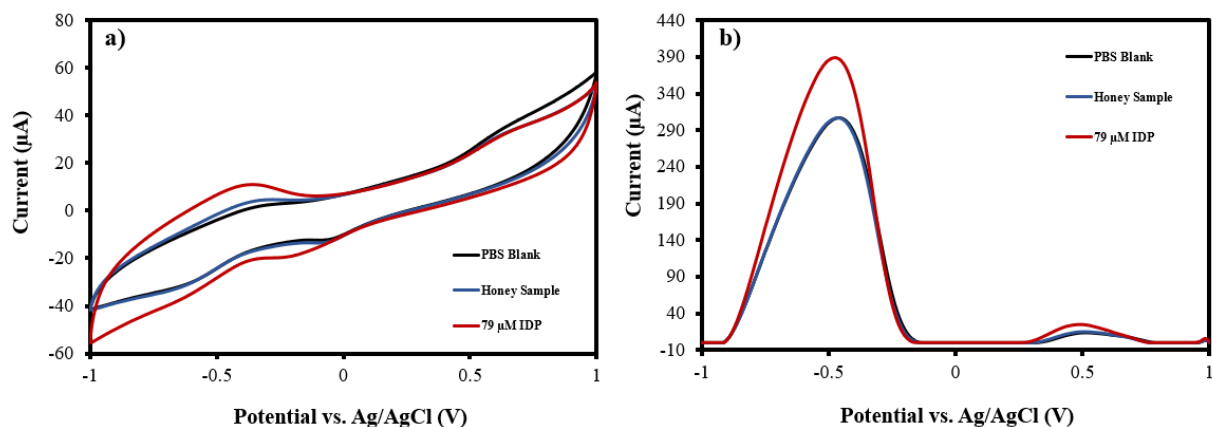 a)
80
60
40
20
0
-20
-40
-60
Current (µA)
PBS Blank
Honey Sample
79 µM IDP
-1
-0.5
0
0.5
1
Potential vs. Ag/AgCl (V)
b)
440
390
340
290
240
190
140
90
40
-10
Current (µA)
PBS Blank
Honey Sample
79 µM IDP
-1
-0.5
0
0.5
1
Potential vs. Ag/AgCl (V)